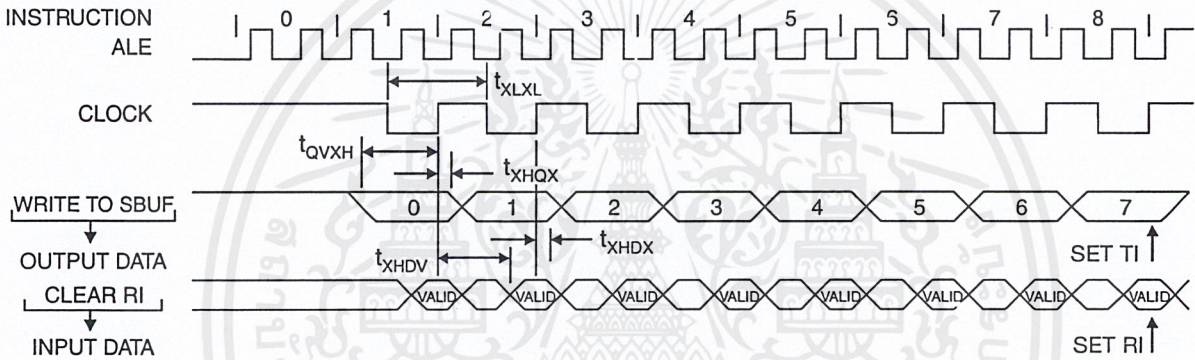 INSTRUCTION 0 1 2 3 4 5 6 7 8
ALE
tXLXL
CLOCK
tQVXH
tXHQX
WRITE TO SBUF
0 1 2 3 4 5 6 7
OUTPUT DATA
tXHDV
tXHDX
SET TI
CLEAR RI
VALID VALID VALID VALID VALID VALID VALID VALID
INPUT DATA
SET RI